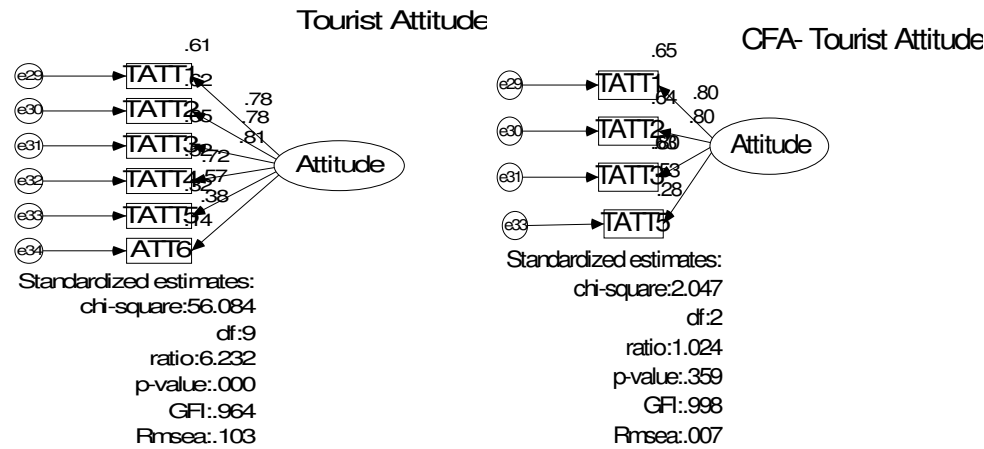 Tourist Attitude
.61
e29 TATT1
.62
.78
e30 TATT2
.78
.65
.81
e31 TATT3
.72
e32 TATT4
.57
.32
.38
e33 TATT5
.14
e34 ATT6
Attitude
Standardized estimates:
chi-square:56.084
df:9
ratio:6.232
p-value:.000
GFI:.964
Rmsea:.103
CFA- Tourist Attitude
.65
e29 TATT1
.80
.64
.80
e30 TATT2
e31 TATT3
.53
.28
e33 TATT5
Attitude
Standardized estimates:
chi-square:2.047
df:2
ratio:1.024
p-value:.359
GFI:.998
Rmsea:.007